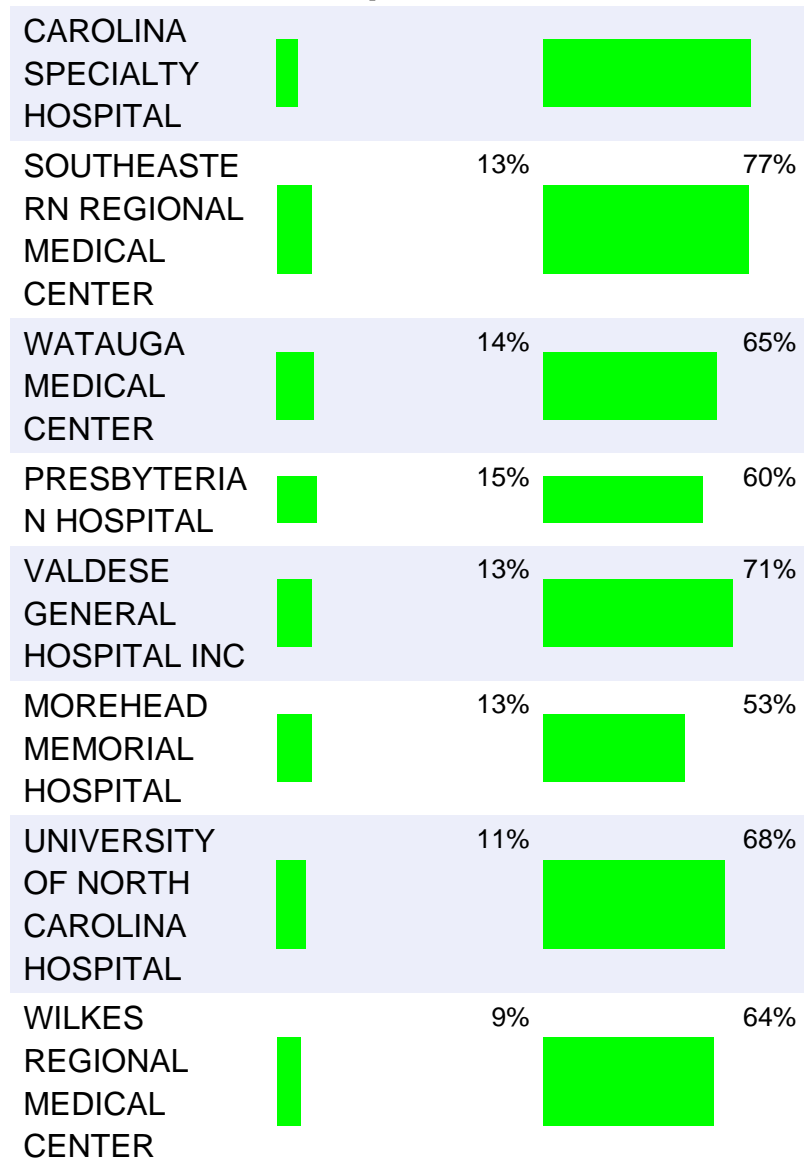 CAROLINA
SPECIALTY
HOSPITAL
SOUTHEASTE 13% 77%
RN REGIONAL
MEDICAL
CENTER
WATAUGA 14% 65%
MEDICAL
CENTER
PRESBYTERIA 15% 60%
N HOSPITAL
VALDESE 13% 71%
GENERAL
HOSPITAL INC
MOREHEAD 13% 53%
MEMORIAL
HOSPITAL
UNIVERSITY 11% 68%
OF NORTH
CAROLINA
HOSPITAL
WILKES 9% 64%
REGIONAL
MEDICAL
CENTER